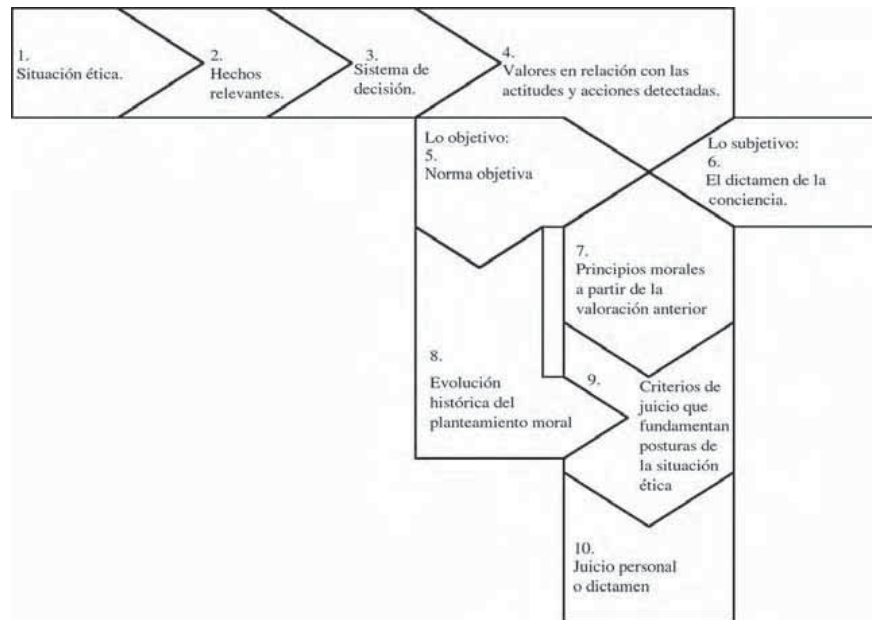 1.
Situación ética.
2.
Hechos
relevantes.
3.
Sistema de
decisión.
4.
Valores en relación con las
actitudes y acciones detectadas.
Lo objetivo:
5.
Norma objetiva
Lo subjetivo:
6.
El dictamen de la
conciencia.
7.
Principios morales
a partir de la
valoración anterior
8.
Evolución
histórica del
planteamiento moral
9.
Criterios de
juicio que
fundamentan
posturas de
la situación
ética
10.
Juicio personal
o dictamen